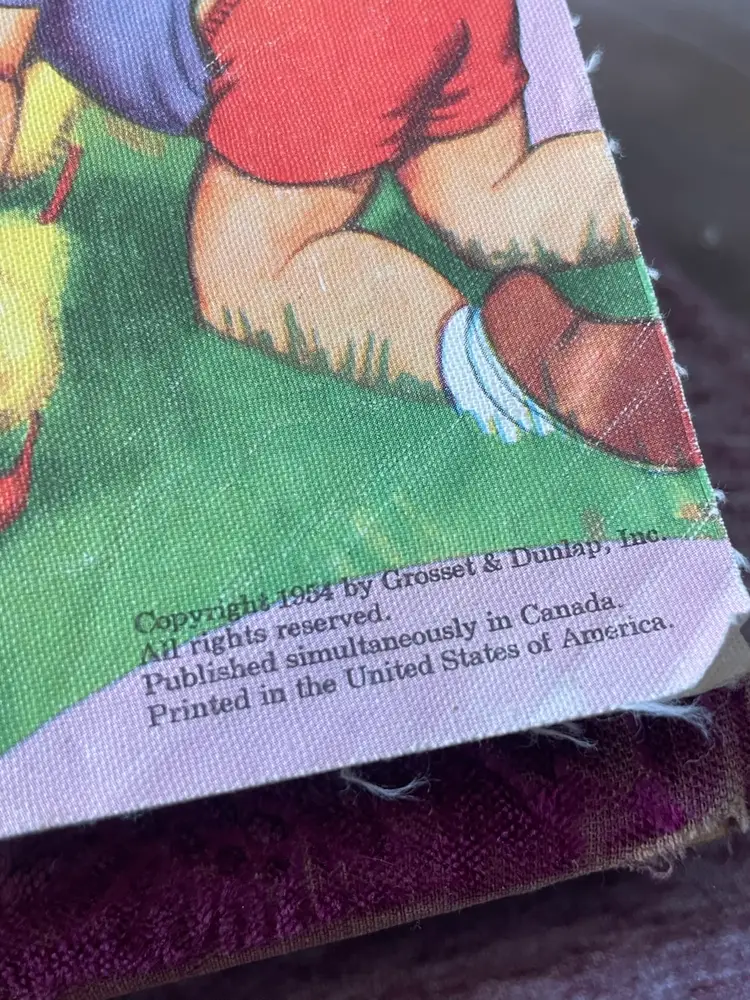 Copyright 1954 by Grosset & Dunlap, Inc.
All rights reserved.
Published simultaneously in Canada.
Printed in the United States of America.